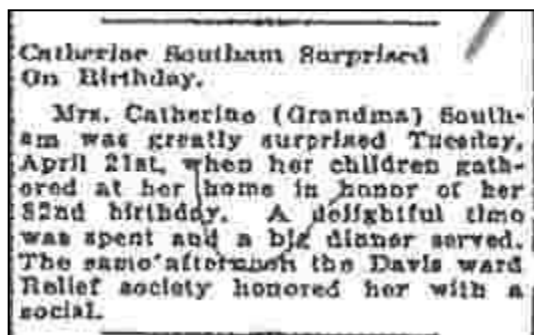 Catherine Southam Surprised
On Birthday.
Mrs. Catherine (Grandma) South-
am was greatly surprised Tuesday,
April 21st, when her children gath-
ered at her home in honor of her
82nd birthday. A delightful time
was spent and a big dinner served.
The same afternoon the Davis ward
Relief society honored her with a
social.